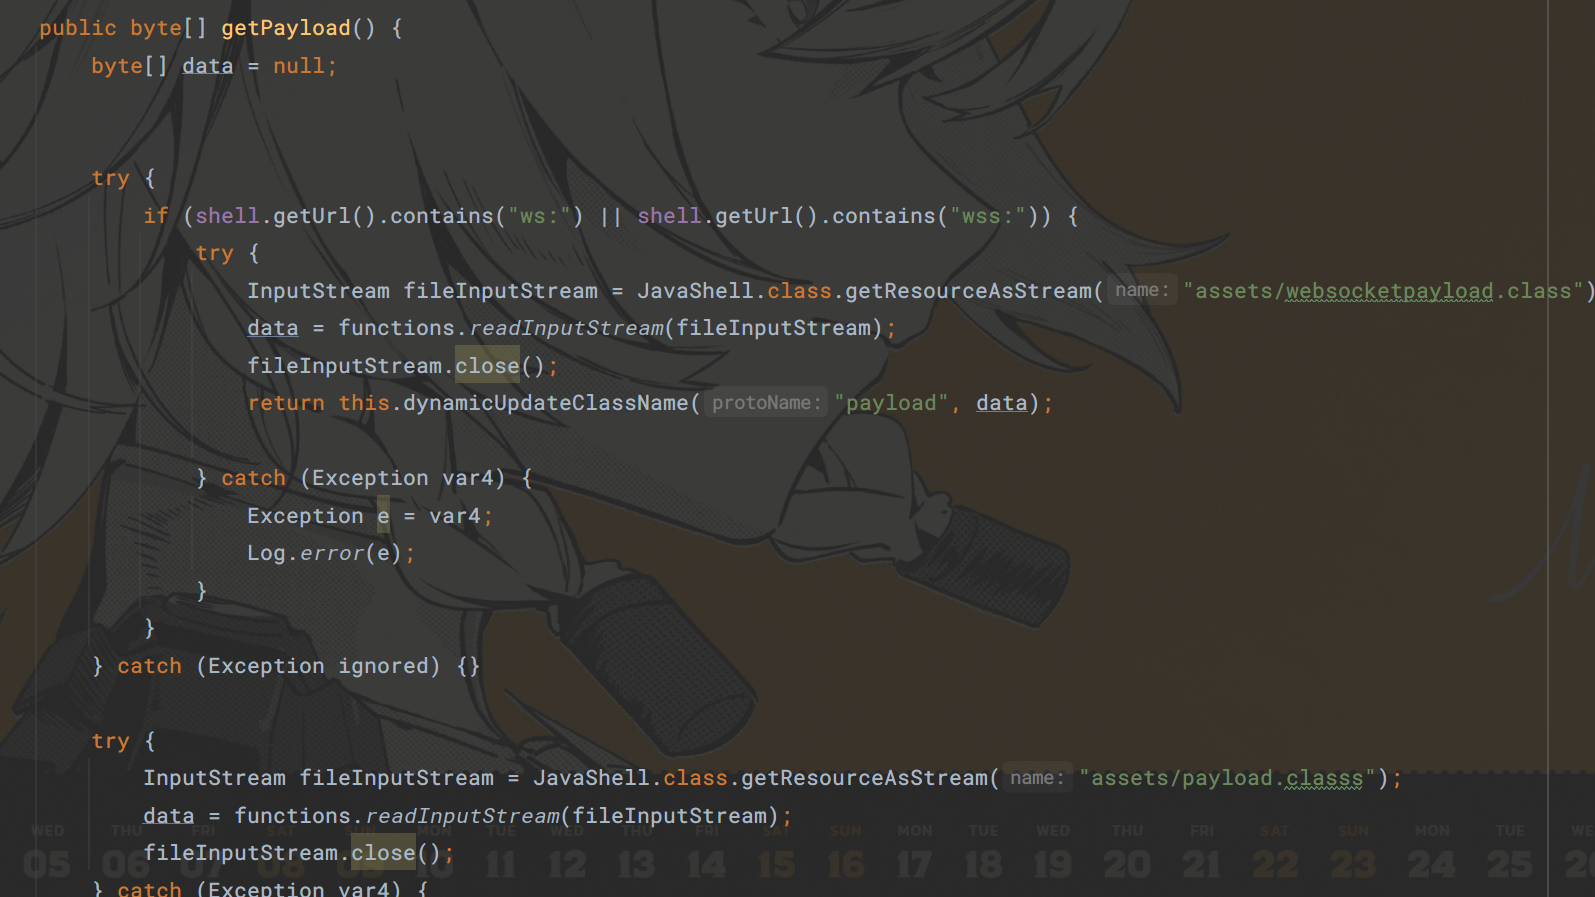 public byte[] getPayload() {
byte[] data = null;
try {
if (shell.getUrl().contains("ws:") || shell.getUrl().contains("wss:")) {
try {
InputStream fileInputStream = JavaShell.class.getResourceAsStream( name: "assets/websocketpayload.class")
data = functions.readInputStream(fileInputStream);
fileInputStream.close();
return this.dynamicUpdateClassName( protoName: "payload", data);
} catch (Exception var4) {
Exception e = var4;
Log.error(e);
}
}
} catch (Exception ignored) {}
try {
InputStream fileInputStream = JavaShell.class.getResourceAsStream( name: "assets/payload.classs");
data = functions.readInputStream(fileInputStream);
WED THU FRI SAT SUN MON TUE WED THU FRI SAT SUN MON TUE WED THU FRI SAT SUN MON TUE
fileInputStream.close();
05 06 07 08 10 11 12 13 14 15 16 17 18 19 20 21 22 23 24 25
} catch (Exception var4) {